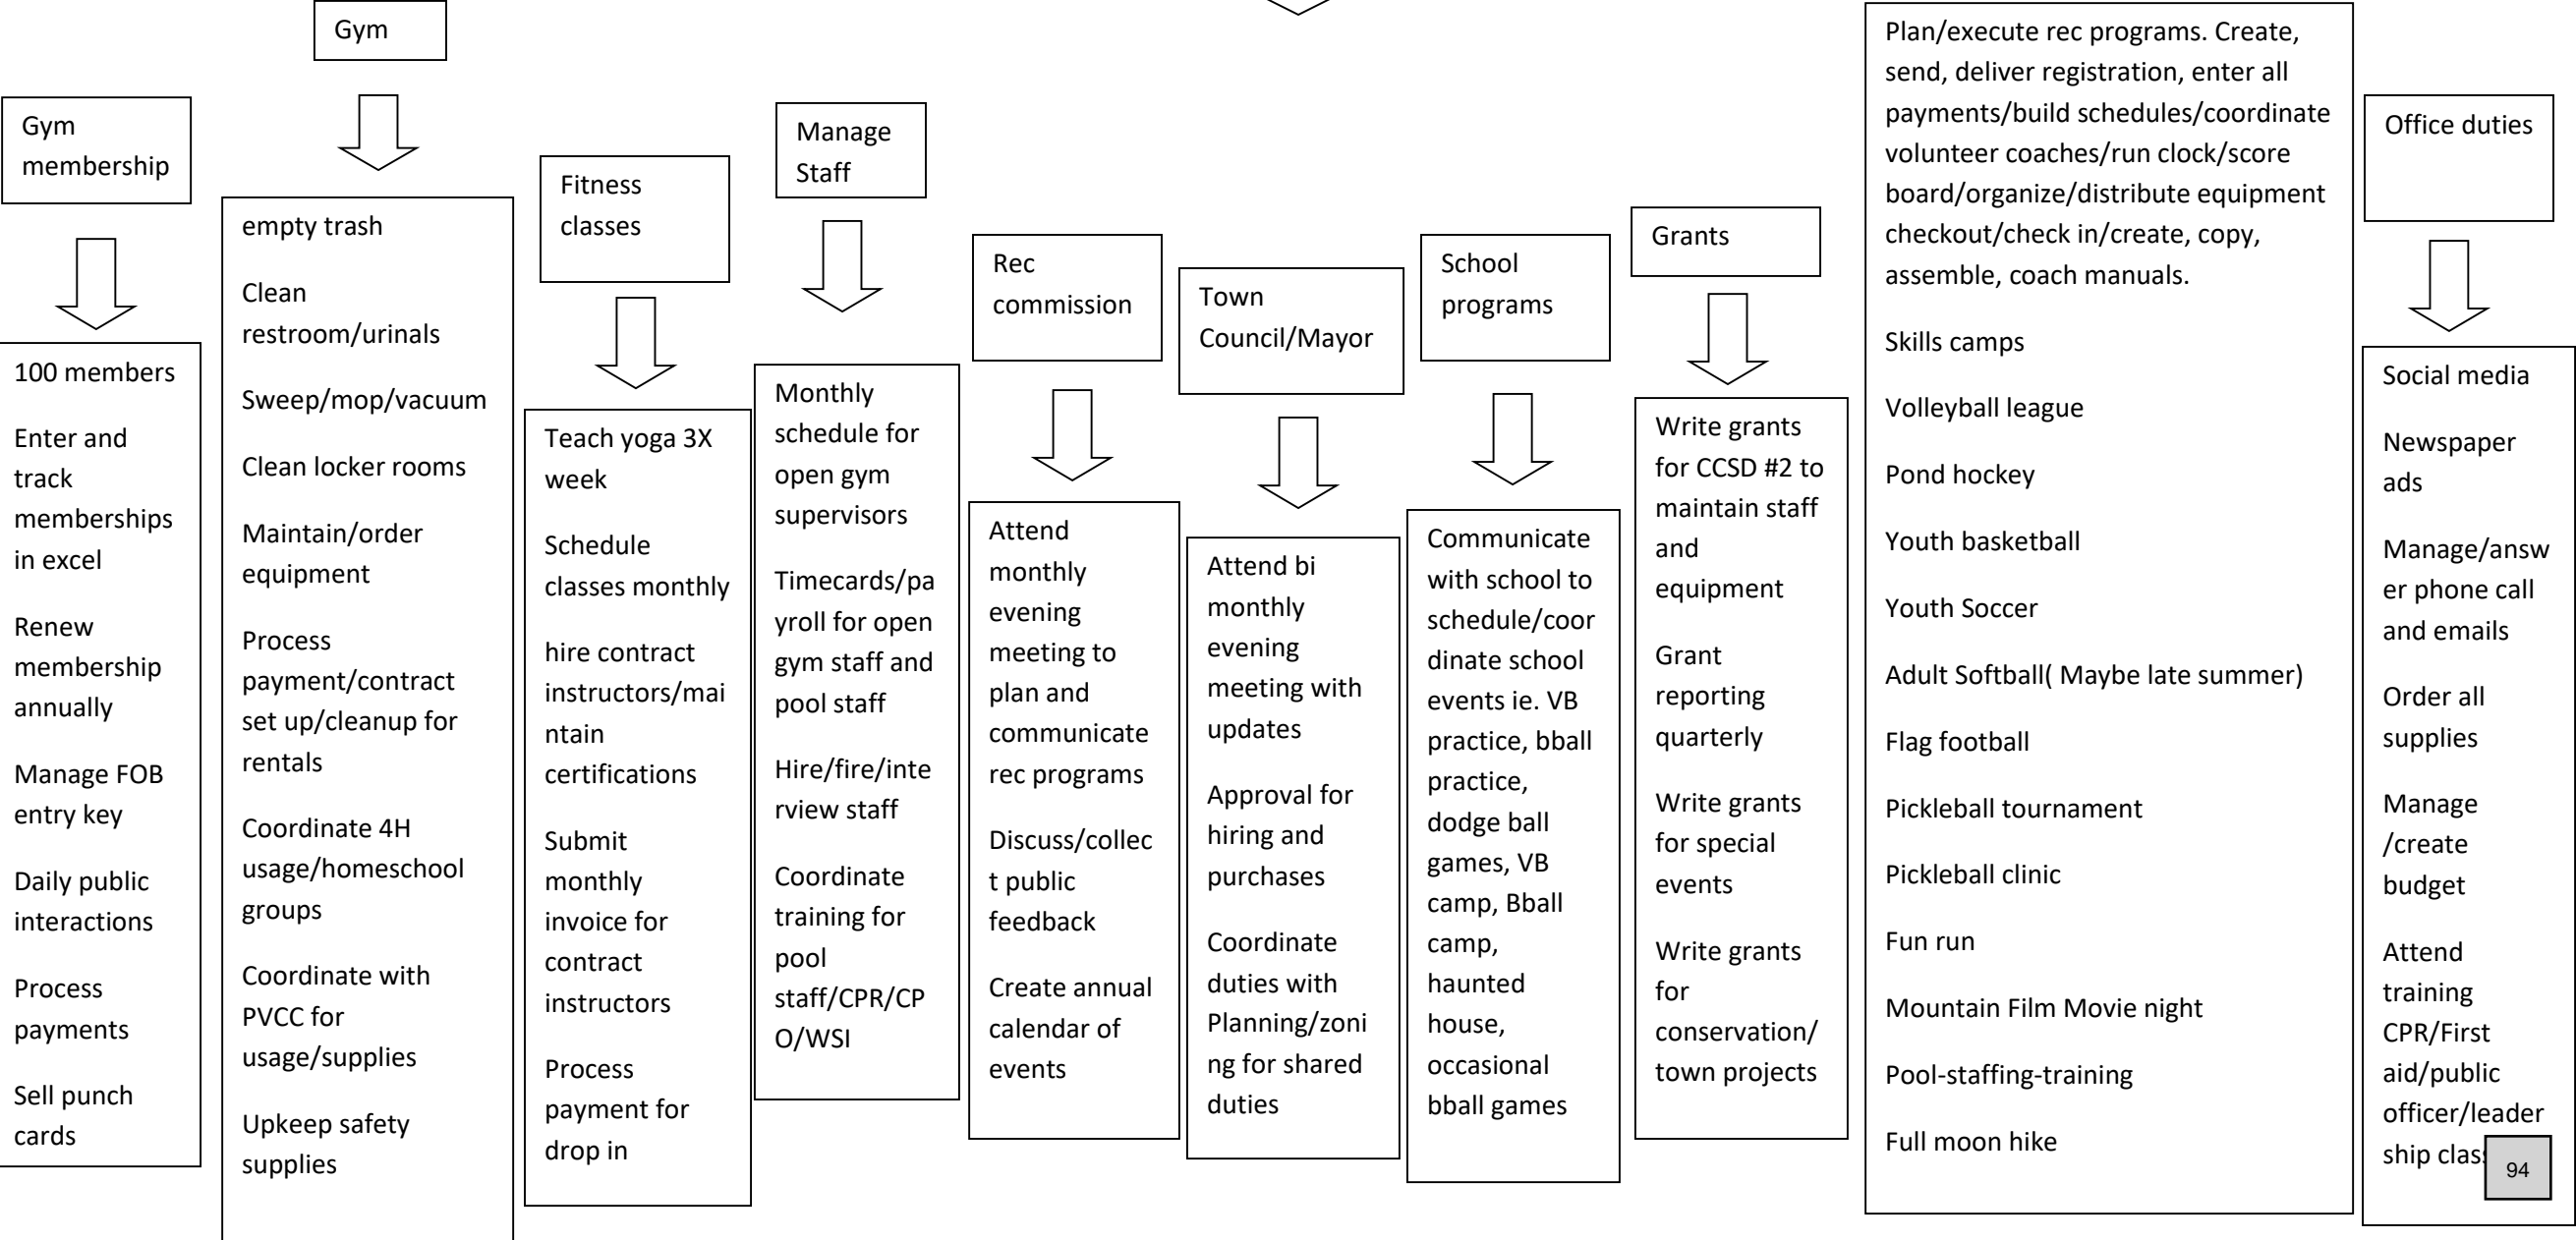 Gym
membership
100 members
Enter and
track
memberships
in excel
Renew
membership
annually
Manage FOB
entry key
Daily public
interactions
Process
payments
Sell punch
cards
Gym
empty trash
Clean
restroom/urinals
Sweep/mop/vacuum
Clean locker rooms
Maintain/order
equipment
Process
payment/contract
set up/cleanup for
rentals
Coordinate 4H
usage/homeschool
groups
Coordinate with
PVCC for
usage/supplies
Upkeep safety
supplies
Fitness
classes
Teach yoga 3X
week
Schedule
classes monthly
hire contract
instructors/mai
ntain
certifications
Submit
monthly
invoice for
contract
instructors
Process
payment for
drop in
Manage
Staff
Monthly
schedule for
open gym
supervisors
Timecards/pa
yroll for open
gym staff and
pool staff
Hire/fire/inte
rview staff
Coordinate
training for
pool
staff/CPR/CP
O/WSI
Rec
commission
Attend
monthly
evening
meeting to
plan and
communicate
rec programs
Discuss/collec
t public
feedback
Create annual
calendar of
events
Town
Council/Mayor
Attend bi
monthly
evening
meeting with
updates
Approval for
hiring and
purchases
Coordinate
duties with
Planning/zoni
ng for shared
duties
School
programs
Communicate
with school to
schedule/coor
dinate school
events ie. VB
practice, bball
practice,
dodge ball
games, VB
camp, Bball
camp,
haunted
house,
occasional
bball games
Grants
Write grants
for CCSD #2 to
maintain staff
and
equipment
Grant
reporting
quarterly
Write grants
for special
events
Write grants
for
conservation/
town projects
Plan/execute rec programs. Create,
send, deliver registration, enter all
payments/build schedules/coordinate
volunteer coaches/run clock/score
board/organize/distribute equipment
checkout/check in/create, copy,
assemble, coach manuals.
Skills camps
Volleyball league
Pond hockey
Youth basketball
Youth Soccer
Adult Softball( Maybe late summer)
Flag football
Pickleball tournament
Pickleball clinic
Fun run
Mountain Film Movie night
Pool-staffing-training
Full moon hike
Office duties
Social media
Newspaper
ads
Manage/answ
er phone call
and emails
Order all
supplies
Manage
/create
budget
Attend
training
CPR/First
aid/public
officer/leader
ship clas
94